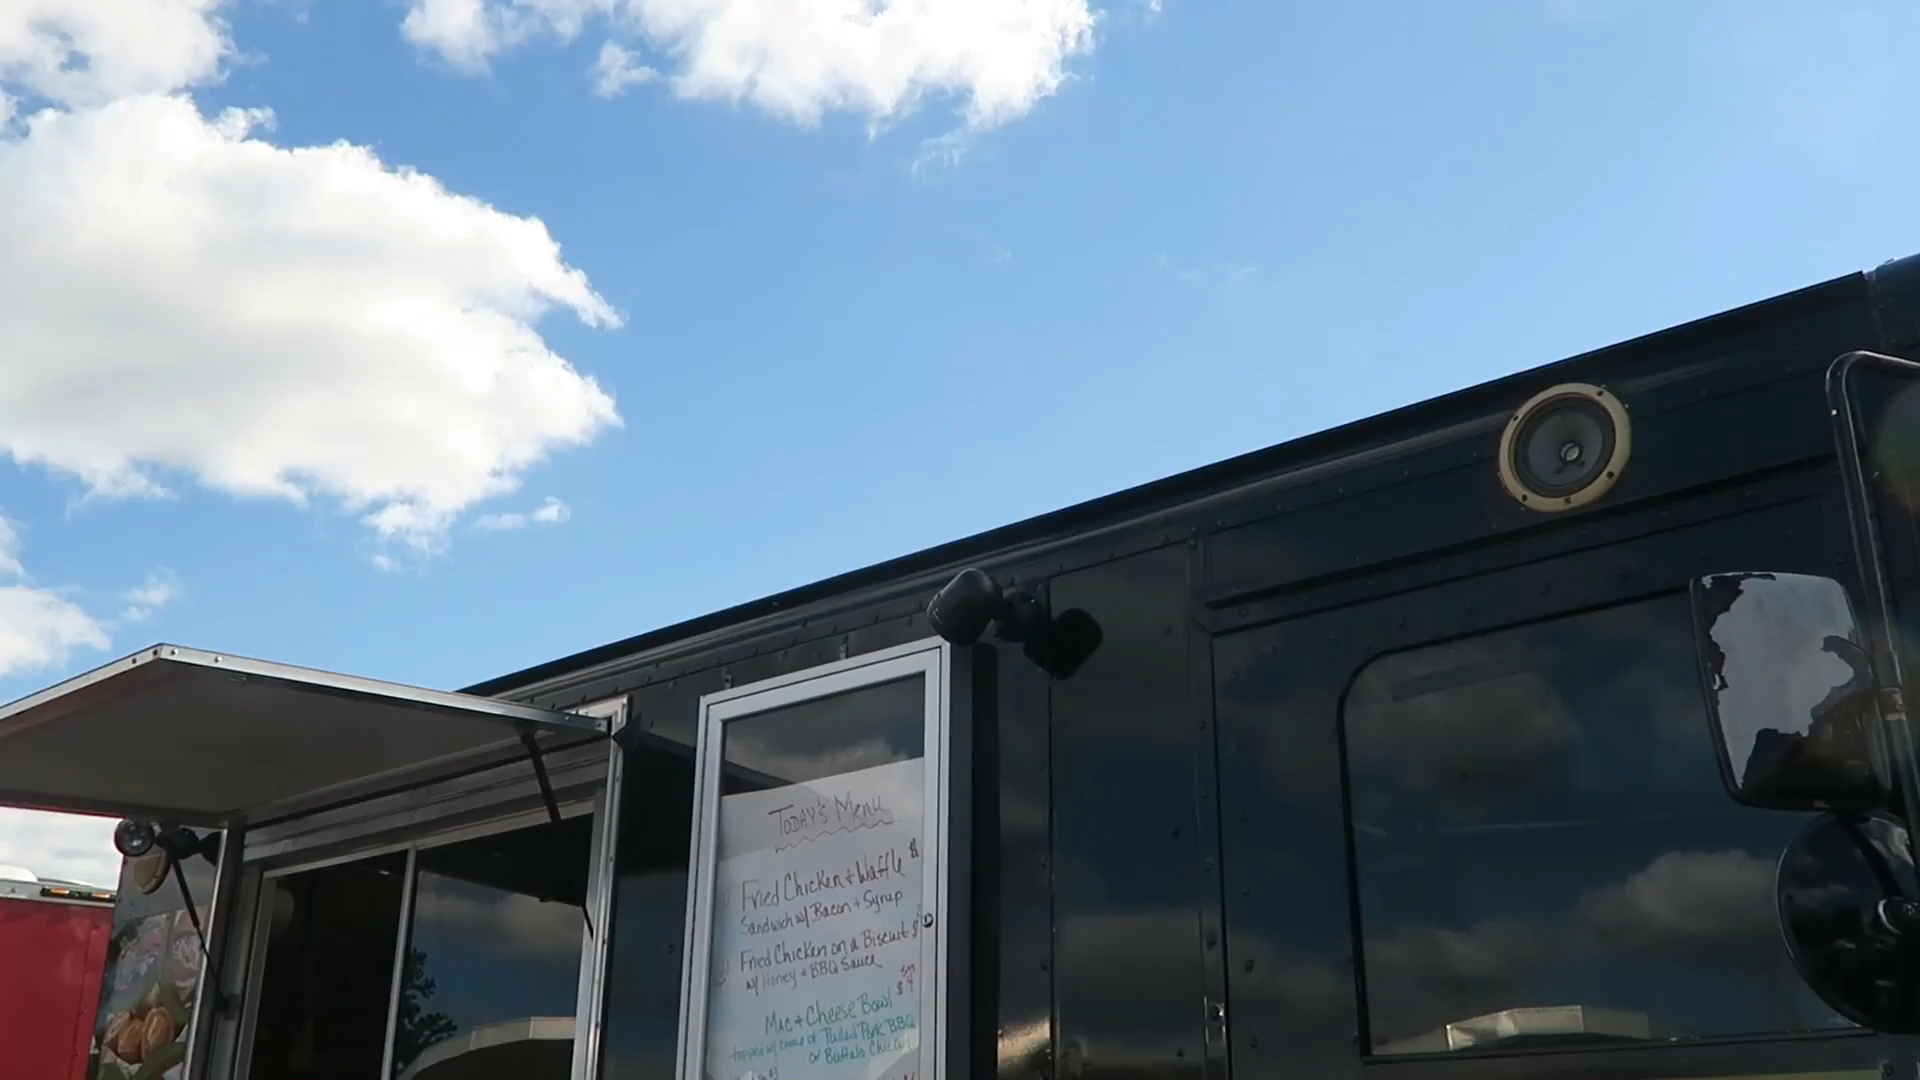 TODAY'S Menu
Fried Chicken + Waffle $
Sandwich w/ Bacon + Syrup
Fried Chicken on a Biscuit $
w/ Honey + BBQ Sauce
Mac + Cheese Bowl $
topped w/ choice of Pulled Pork BBQ
or Buffalo Chicken